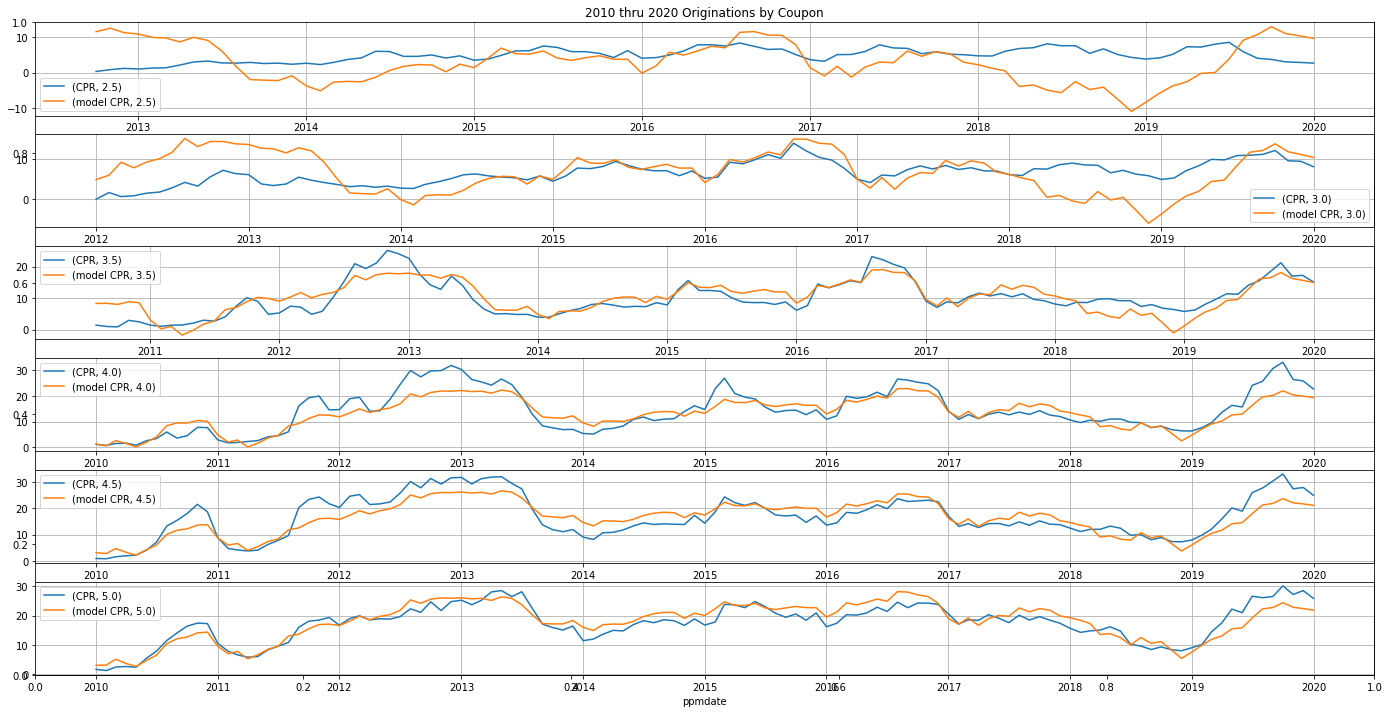 2010 thru 2020 Originations by Coupon
1.0
10
0
−10
(CPR, 2.5)
(model CPR, 2.5)
2013 2014 2015 2016 2017 2018 2019 2020
0.8
10
0
(CPR, 3.0)
(model CPR, 3.0)
2012 2013 2014 2015 2016 2017 2018 2019 2020
20
0.6
10
0
(CPR, 3.5)
(model CPR, 3.5)
2011 2012 2013 2014 2015 2016 2017 2018 2019 2020
30
20
10
0
(CPR, 4.0)
(model CPR, 4.0)
2010 2011 2012 2013 2014 2015 2016 2017 2018 2019 2020
30
20
10
0.2
0
(CPR, 4.5)
(model CPR, 4.5)
2010 2011 2012 2013 2014 2015 2016 2017 2018 2019 2020
30
20
10
0.0
(CPR, 5.0)
(model CPR, 5.0)
0.0 2010 2011 0.2 2012 2013 2014 2015 2016 2017 2018 0.8 2019 2020 1.0
ppmdate